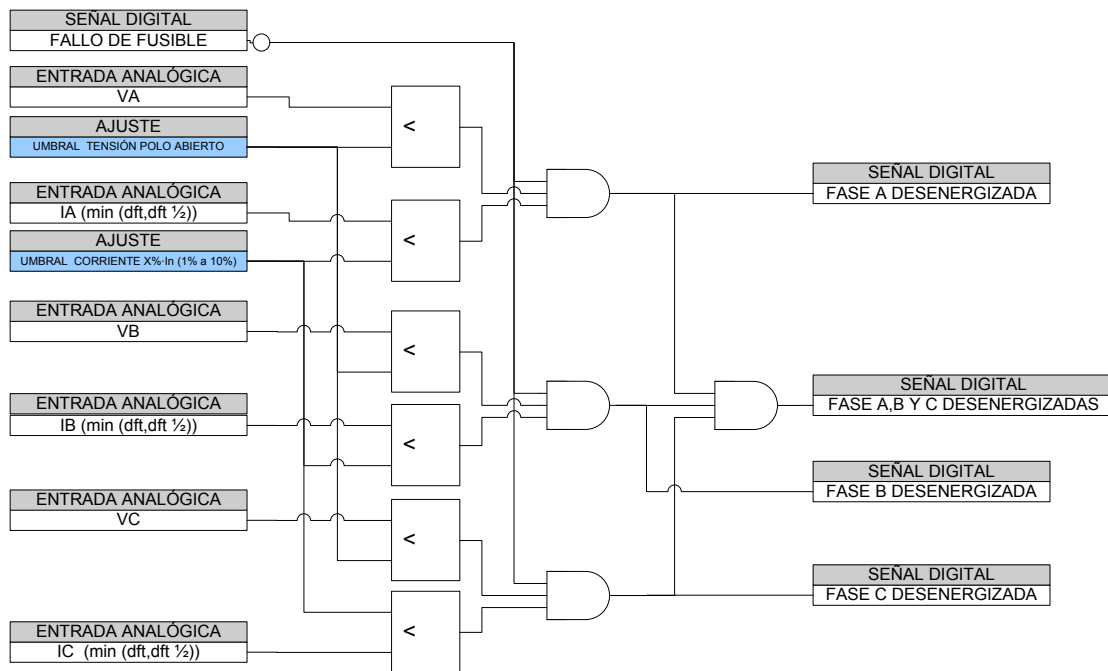 SEÑAL DIGITAL
FALLO DE FUSIBLE
ENTRADA ANALÓGICA
VA
AJUSTE
UMBRAL TENSIÓN POLO ABIERTO
ENTRADA ANALÓGICA
IA (min (dft,dft ½))
AJUSTE
UMBRAL CORRIENTE X%·In (1% a 10%)
ENTRADA ANALÓGICA
VB
ENTRADA ANALÓGICA
IB (min (dft,dft ½))
ENTRADA ANALÓGICA
VC
ENTRADA ANALÓGICA
IC (min (dft,dft ½))
<
<
<
<
<
<
SEÑAL DIGITAL
FASE A DESENERGIZADA
SEÑAL DIGITAL
FASE A,B Y C DESENERGIZADAS
SEÑAL DIGITAL
FASE B DESENERGIZADA
SEÑAL DIGITAL
FASE C DESENERGIZADA